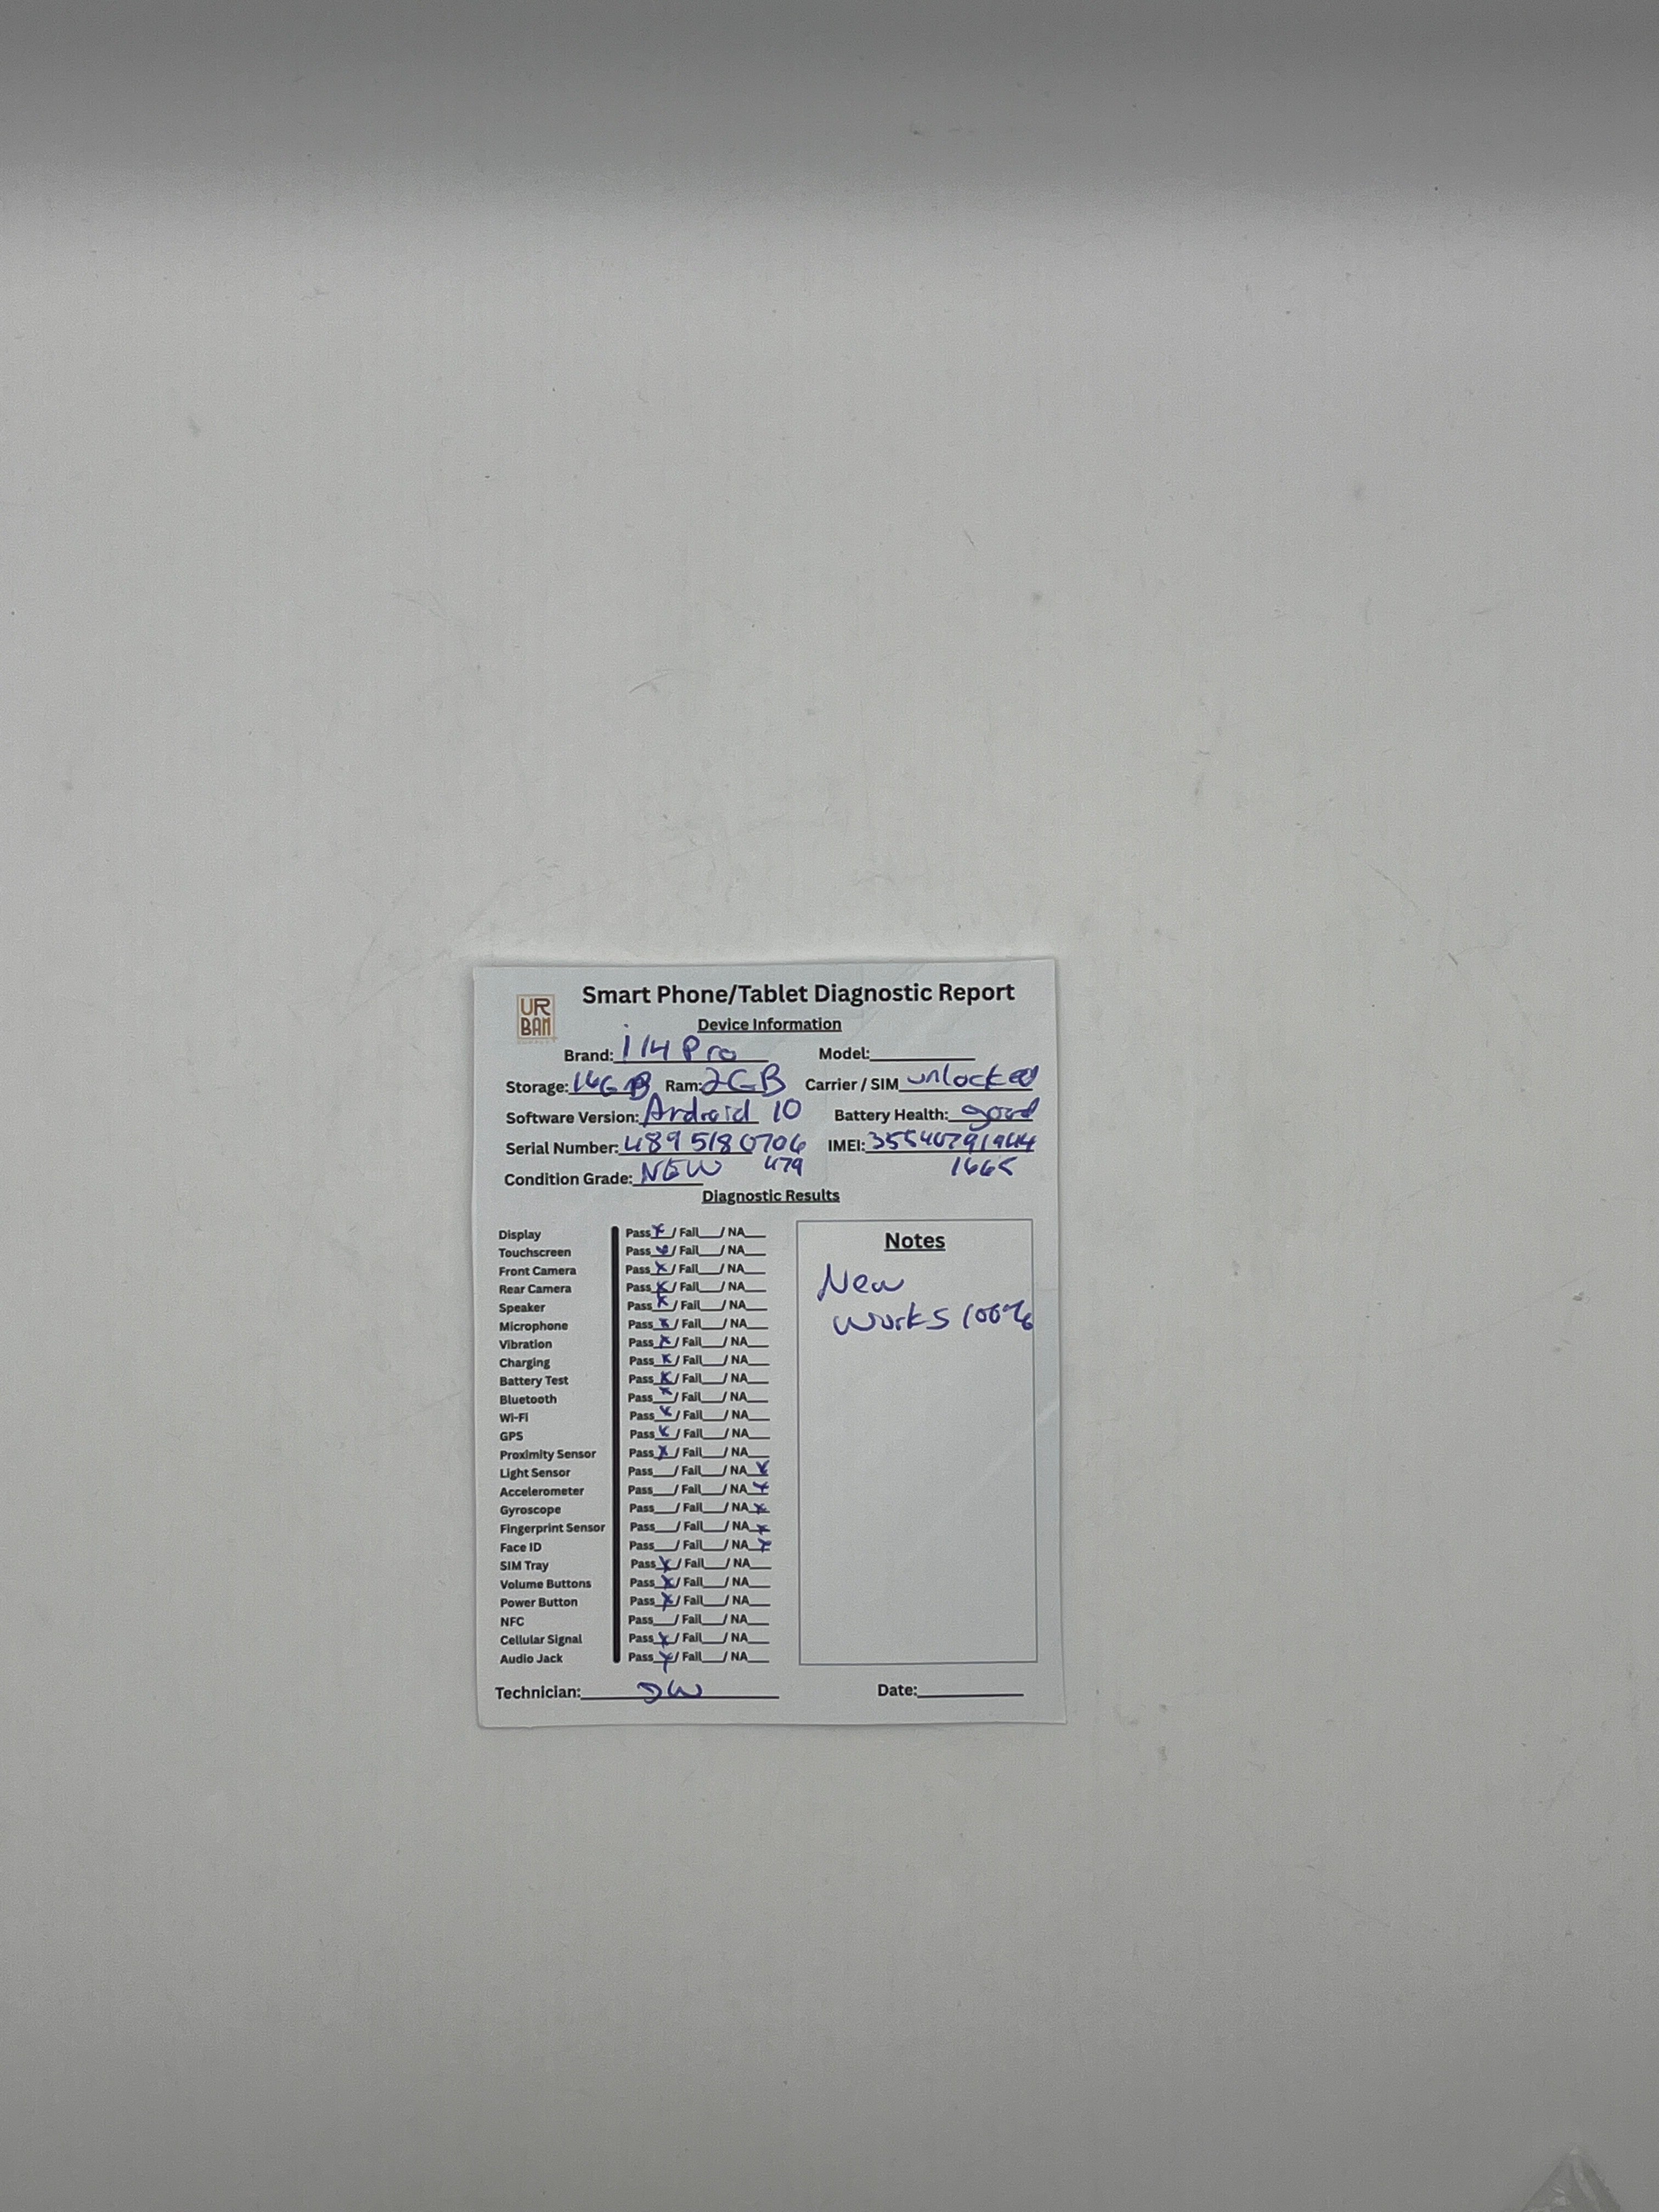 Smart Phone/Tablet Diagnostic Report
UR
BAN
Device Information
Brand: i14 Pro Model:
Storage: 16GB Ram: 2GB Carrier / SIM unlocked
Software Version: Android 10 Battery Health: good
Serial Number: 4895180706 IMEI:
479
Condition Grade: NEW
Diagnostic Results
Display Pass x / Fail / NA
Touchscreen Pass x / Fail / NA
Front Camera Pass x / Fail / NA
Rear Camera Pass x / Fail / NA
Speaker Pass x / Fail / NA
Microphone Pass x / Fail / NA
Vibration Pass x / Fail / NA
Charging Pass x / Fail / NA
Battery Test Pass x / Fail / NA
Bluetooth Pass x / Fail / NA
Wi-Fi Pass x / Fail / NA
GPS Pass x / Fail / NA
Proximity Sensor Pass x / Fail / NA
Light Sensor Pass / Fail / NA x
Accelerometer Pass / Fail / NA x
Gyroscope Pass / Fail / NA x
Fingerprint Sensor Pass / Fail / NA x
Face ID Pass / Fail / NA x
SIM Tray Pass x / Fail / NA
Volume Buttons Pass x / Fail / NA
Power Button Pass x / Fail / NA
NFC Pass / Fail / NA
Cellular Signal Pass x / Fail / NA
Audio Jack Pass x / Fail / NA
Notes
New
Works 100%
Technician: DW Date: